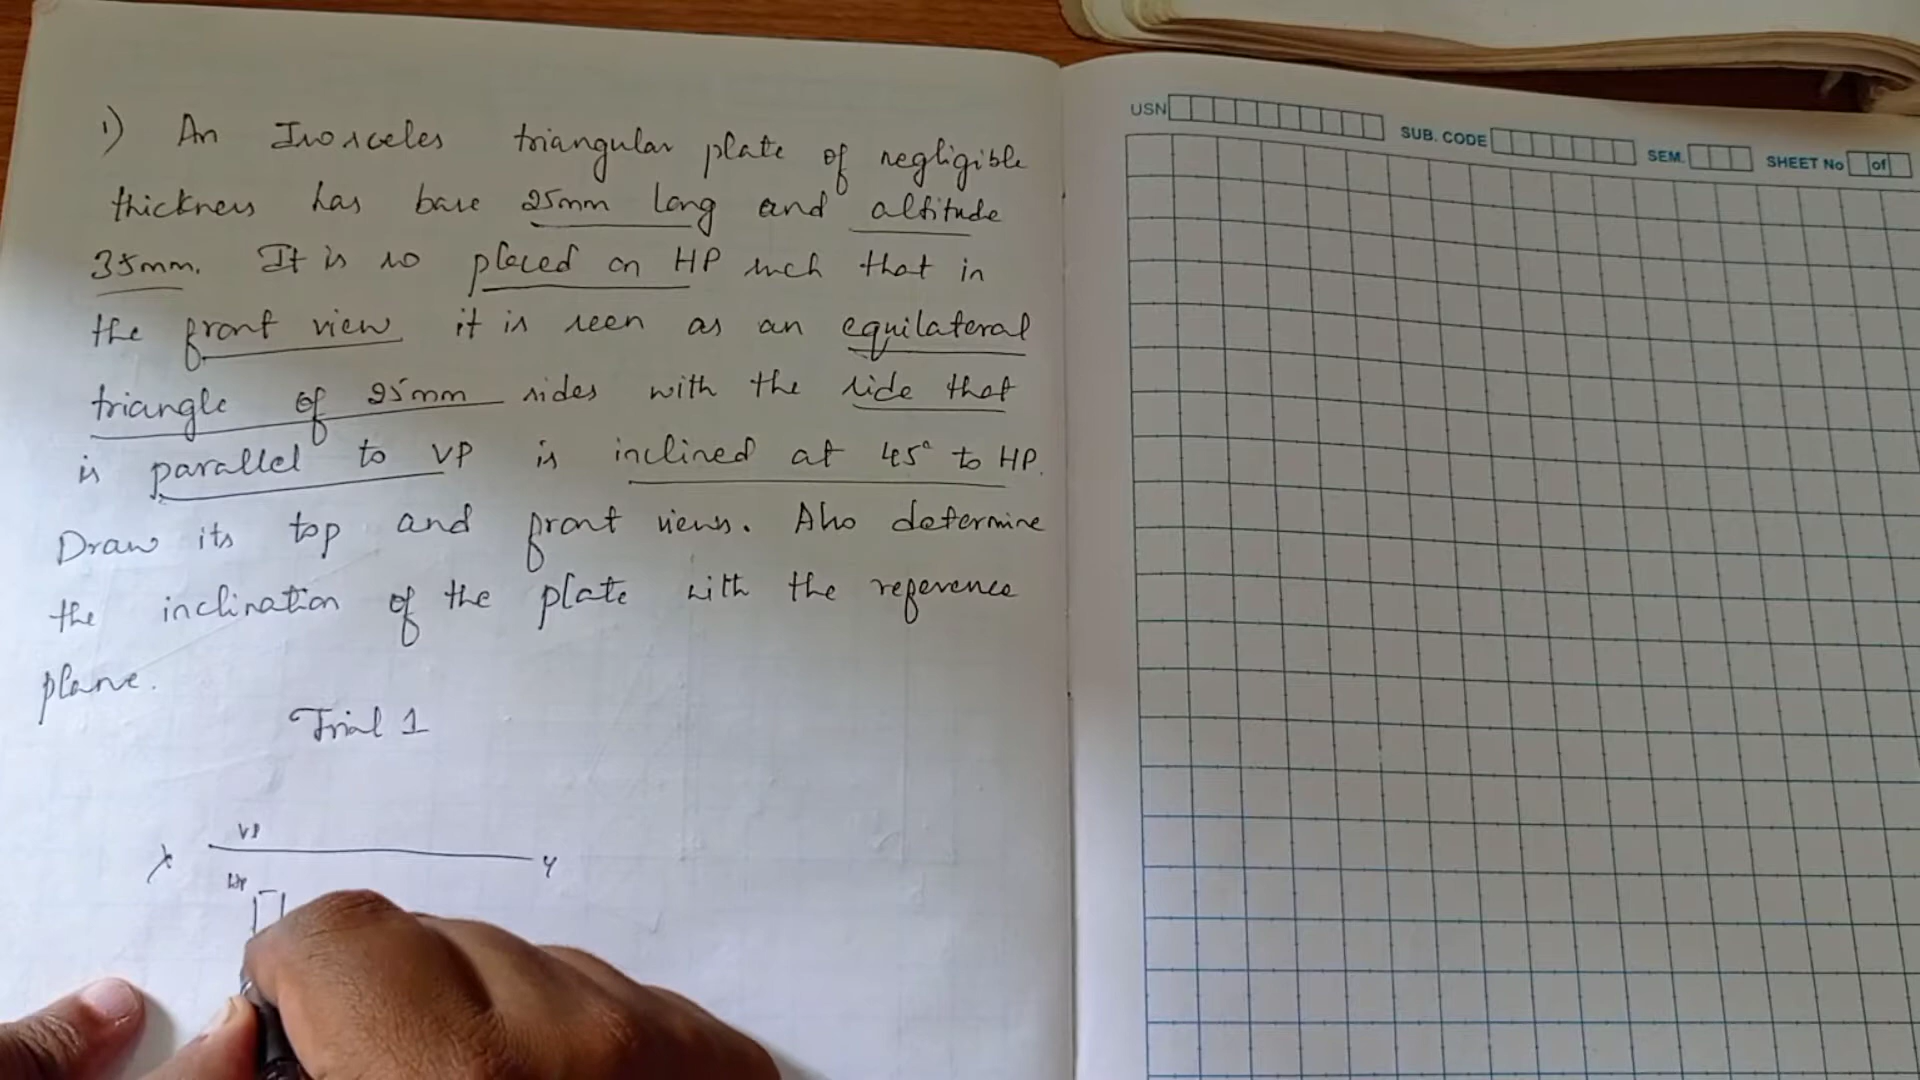 1) An Isosceles triangular plate of negligible
thickness has base 25mm long and altitude
35mm. It is so placed on HP such that in
the front view it is seen as an equilateral
triangle of 25mm sides with the side that
is parallel to VP is inclined at 45° to HP.
Draw its top and front views. Also determine
the inclination of the plate with the reference
plane.
Trial 1
VP
X Y
HP
USN SUB. CODE SEM. SHEET No of